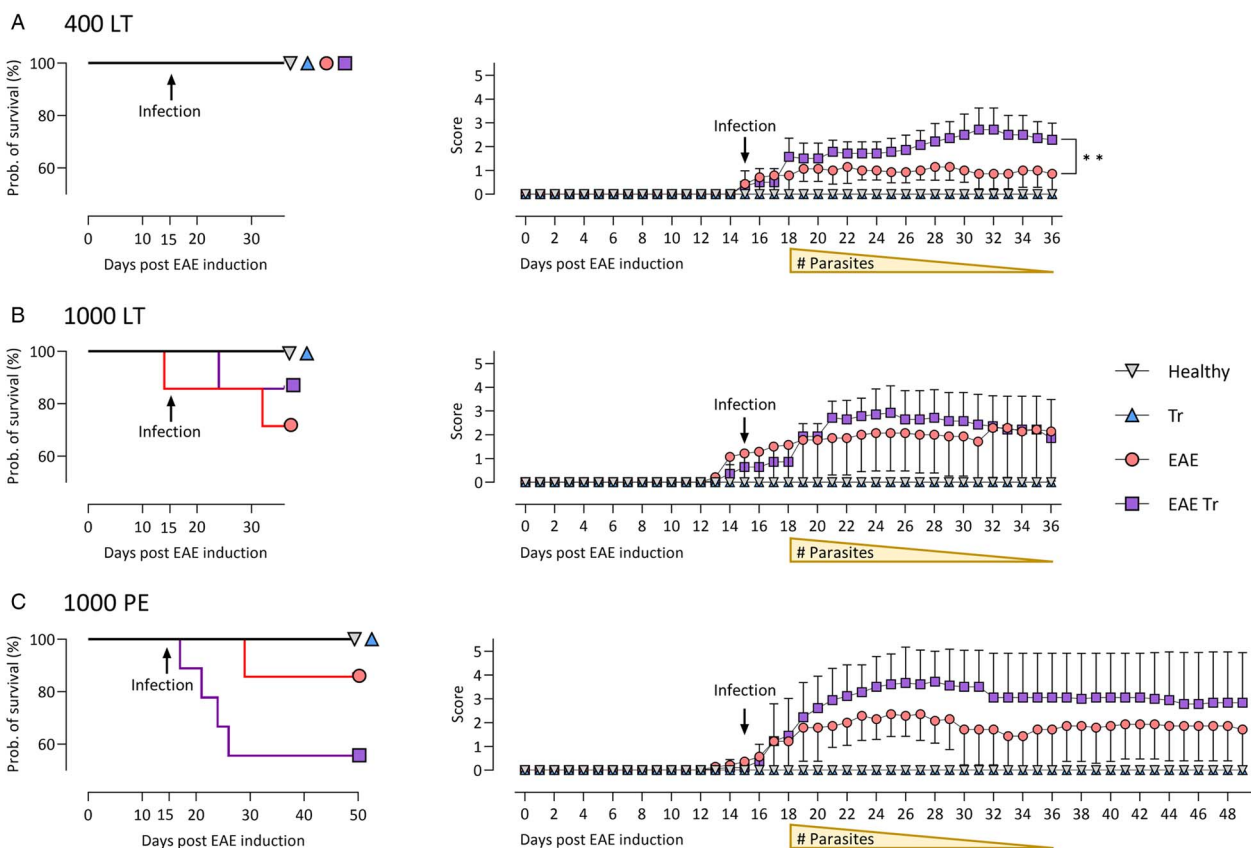 A 400 LT
Prob. of survival (%)
100
80
60
Infection
0 10 15 20 30
Days post EAE induction
Score
5
4
3
2
1
0
Infection
* *
0 2 4 6 8 10 12 14 16 18 20 22 24 26 28 30 32 34 36
Days post EAE induction
# Parasites
B 1000 LT
Prob. of survival (%)
100
80
60
Infection
0 10 15 20 30
Days post EAE induction
Score
5
4
3
2
1
0
Infection
0 2 4 6 8 10 12 14 16 18 20 22 24 26 28 30 32 34 36
Days post EAE induction
# Parasites
Healthy
Tr
EAE
EAE Tr
C 1000 PE
Prob. of survival (%)
100
80
60
Infection
0 10 15 20 30 40 50
Days post EAE induction
Score
5
4
3
2
1
0
Infection
0 2 4 6 8 10 12 14 16 18 20 22 24 26 28 30 32 34 36 38 40 42 44 46 48
Days post EAE induction
# Parasites